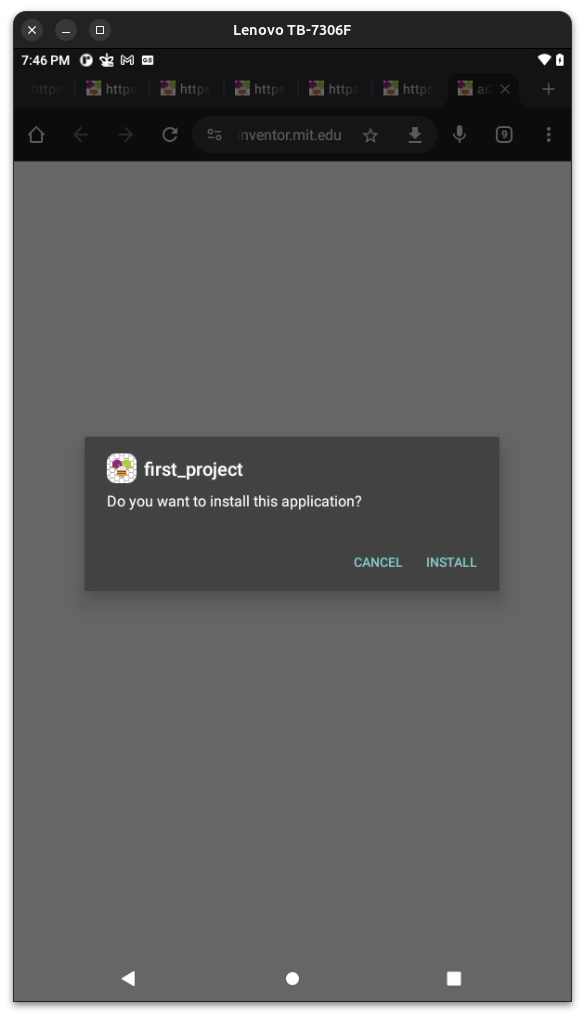 Lenovo TB-7306F
7:46 PM
https https https https https https
9
inventor.mit.edu
first_project
Do you want to install this application?
CANCEL INSTALL